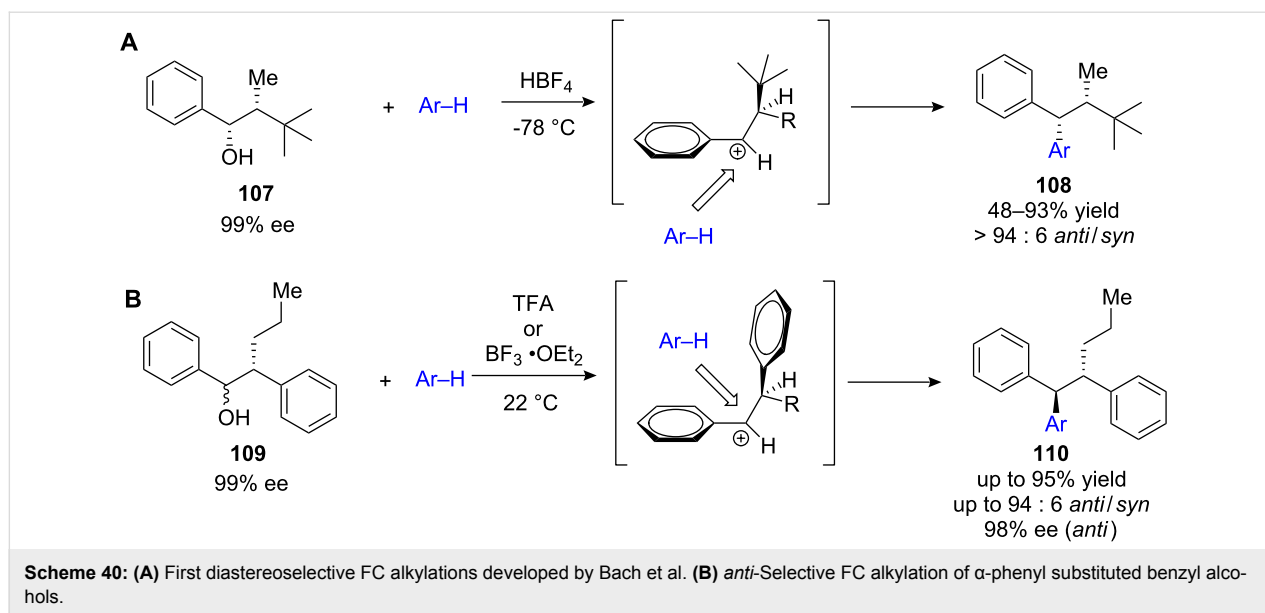 A
Me
OH
107
99% ee
+ Ar–H
HBF4
-78 °C
H
R
⊕
H
Ar–H
Me
Ar
108
48–93% yield
> 94 : 6 anti/syn
B
Me
OH
109
99% ee
+ Ar–H
TFA
or
BF3 •OEt2
22 °C
Ar–H
H
R
⊕
H
Me
Ar
110
up to 95% yield
up to 94 : 6 anti/syn
98% ee (anti)
Scheme 40: (A) First diastereoselective FC alkylations developed by Bach et al. (B) anti-Selective FC alkylation of α-phenyl substituted benzyl alco-
hols.